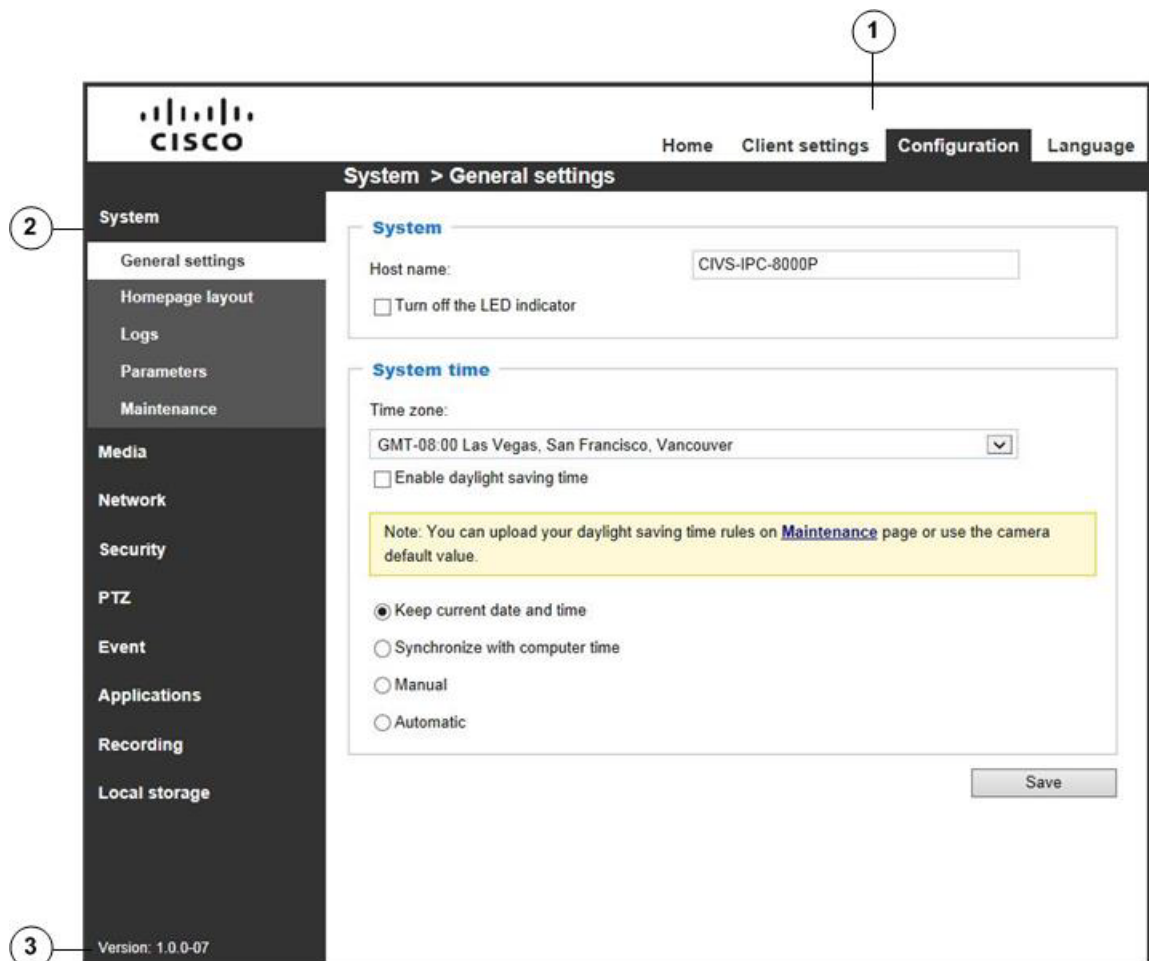 1
CISCO
Home Client settings Configuration Language
System > General settings
2
System
General settings
Homepage layout
Logs
Parameters
Maintenance
Media
Network
Security
PTZ
Event
Applications
Recording
Local storage
3
Version: 1.0.0-07
System
Host name: CIVS-IPC-8000P
Turn off the LED indicator
System time
Time zone:
GMT-08:00 Las Vegas, San Francisco, Vancouver
Enable daylight saving time
Note: You can upload your daylight saving time rules on Maintenance page or use the camera
default value.
Keep current date and time
Synchronize with computer time
Manual
Automatic
Save